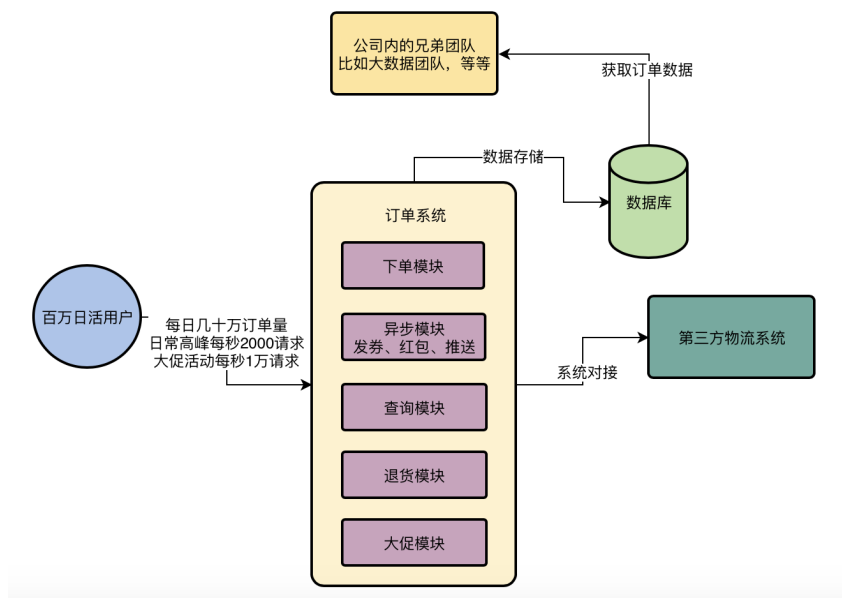 公司内的兄弟团队
比如大数据团队，等等
获取订单数据
数据存储
数据库
订单系统
下单模块
异步模块
发券、红包、推送
查询模块
退货模块
大促模块
百万日活用户
每日几十万订单量
日常高峰每秒2000请求
大促活动每秒1万请求
第三方物流系统
系统对接